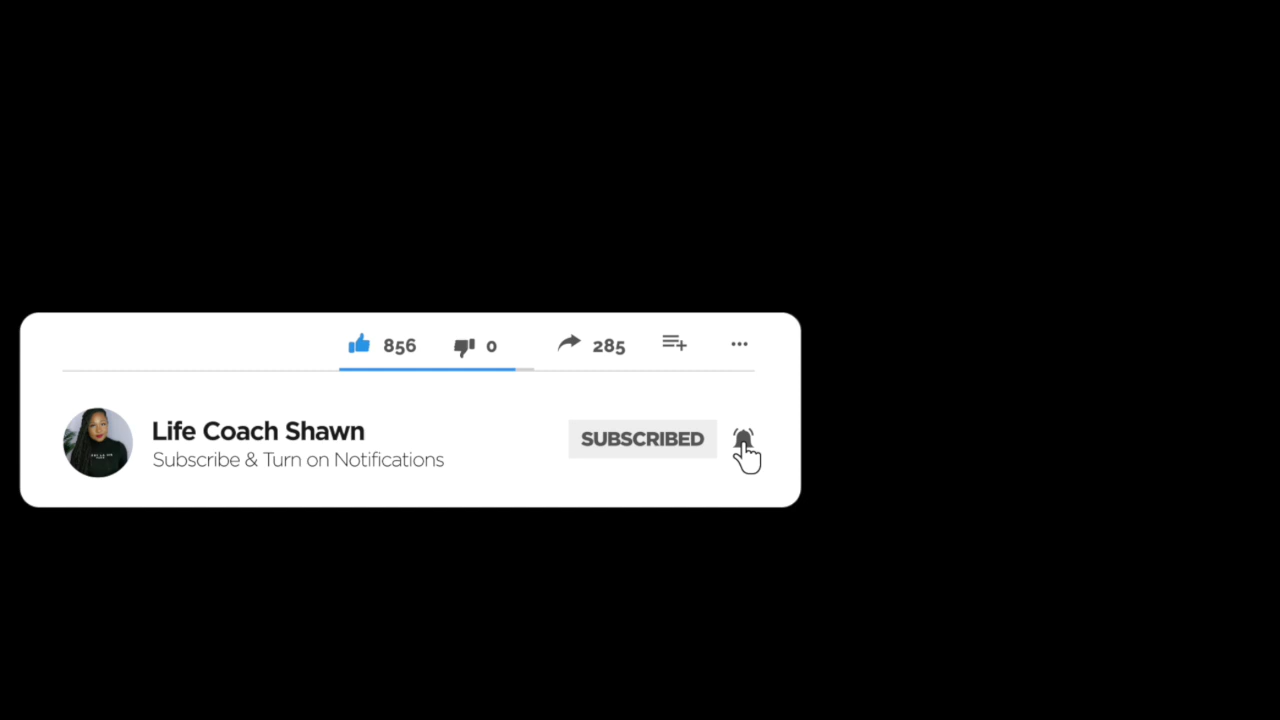 856 0 285 ...
Life Coach Shawn
SUBSCRIBED
Subscribe & Turn on Notifications